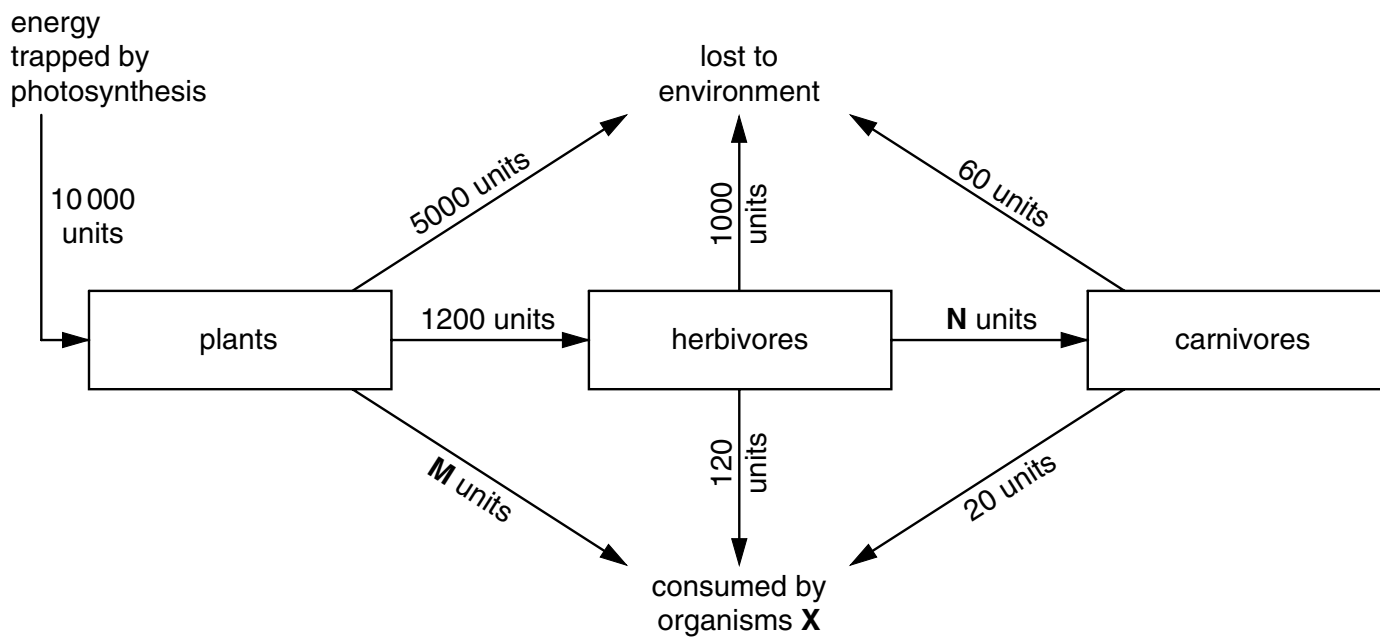 energy
trapped by
photosynthesis
lost to
environment
10 000
units
5000 units
1000
units
60 units
plants
1200 units
herbivores
N units
carnivores
M units
120
units
20 units
consumed by
organisms X